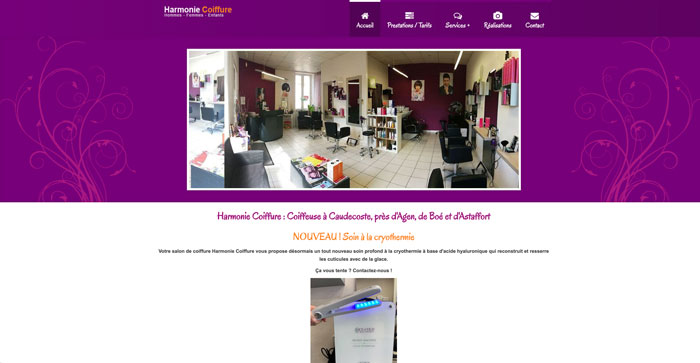 Harmonie Coiffure
Hommes - Femmes - Enfants
Accueil
Prestations / Tarifs
Services
Réalisations
Contact
Harmonie Coiffure : Coiffeuse à Caudecoste, près d'Agen, de Boé et d'Astaffort
NOUVEAU ! Soin à la cryothermie
Votre salon de coiffure Harmonie Coiffure vous propose désormais un tout nouveau soin profond à la cryothermie à base d'acide hyaluronique qui reconstruit et resserre
les cuticules avec de la glace.
Ça vous tente ? Contactez-nous !